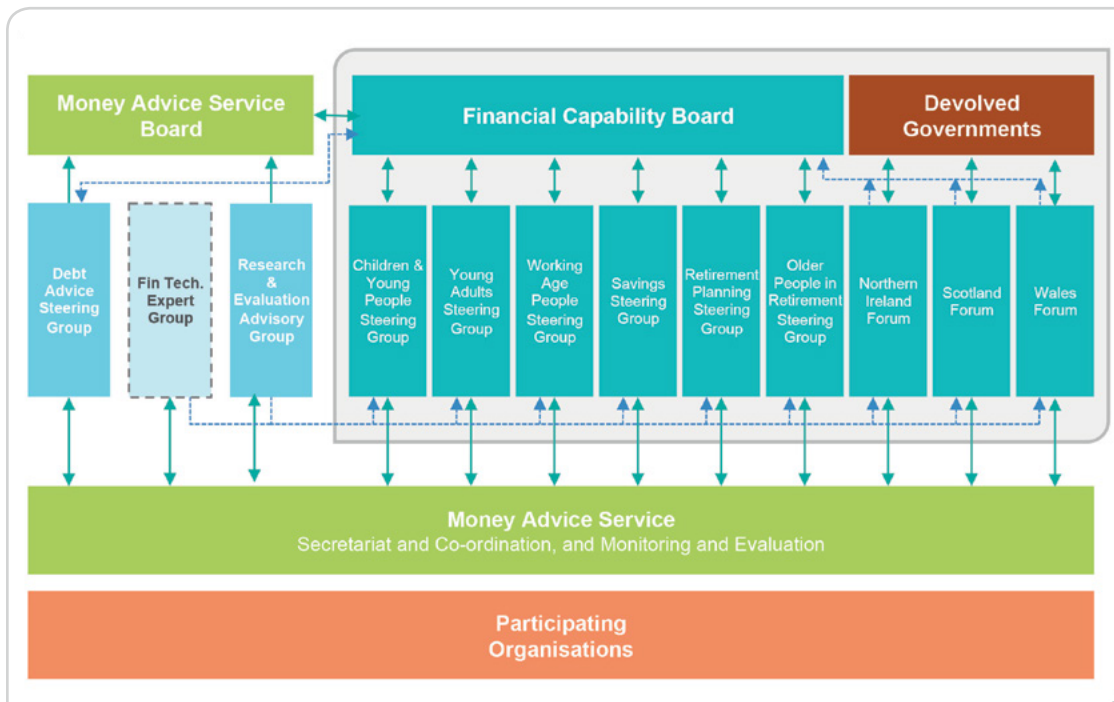 Money Advice Service
Board
Financial Capability Board
Devolved
Governments
Debt
Advice
Steering
Group
Fin Tech.
Expert
Group
Research
&
Evaluation
Advisory
Group
Children &
Young
People
Steering
Group
Young
Adults
Steering
Group
Working
Age
People
Steering
Group
Savings
Steering
Group
Retirement
Planning
Steering
Group
Older
People in
Retirement
Steering
Group
Northern
Ireland
Forum
Scotland
Forum
Wales
Forum
Money Advice Service
Secretariat and Co-ordination, and Monitoring and Evaluation
Participating
Organisations